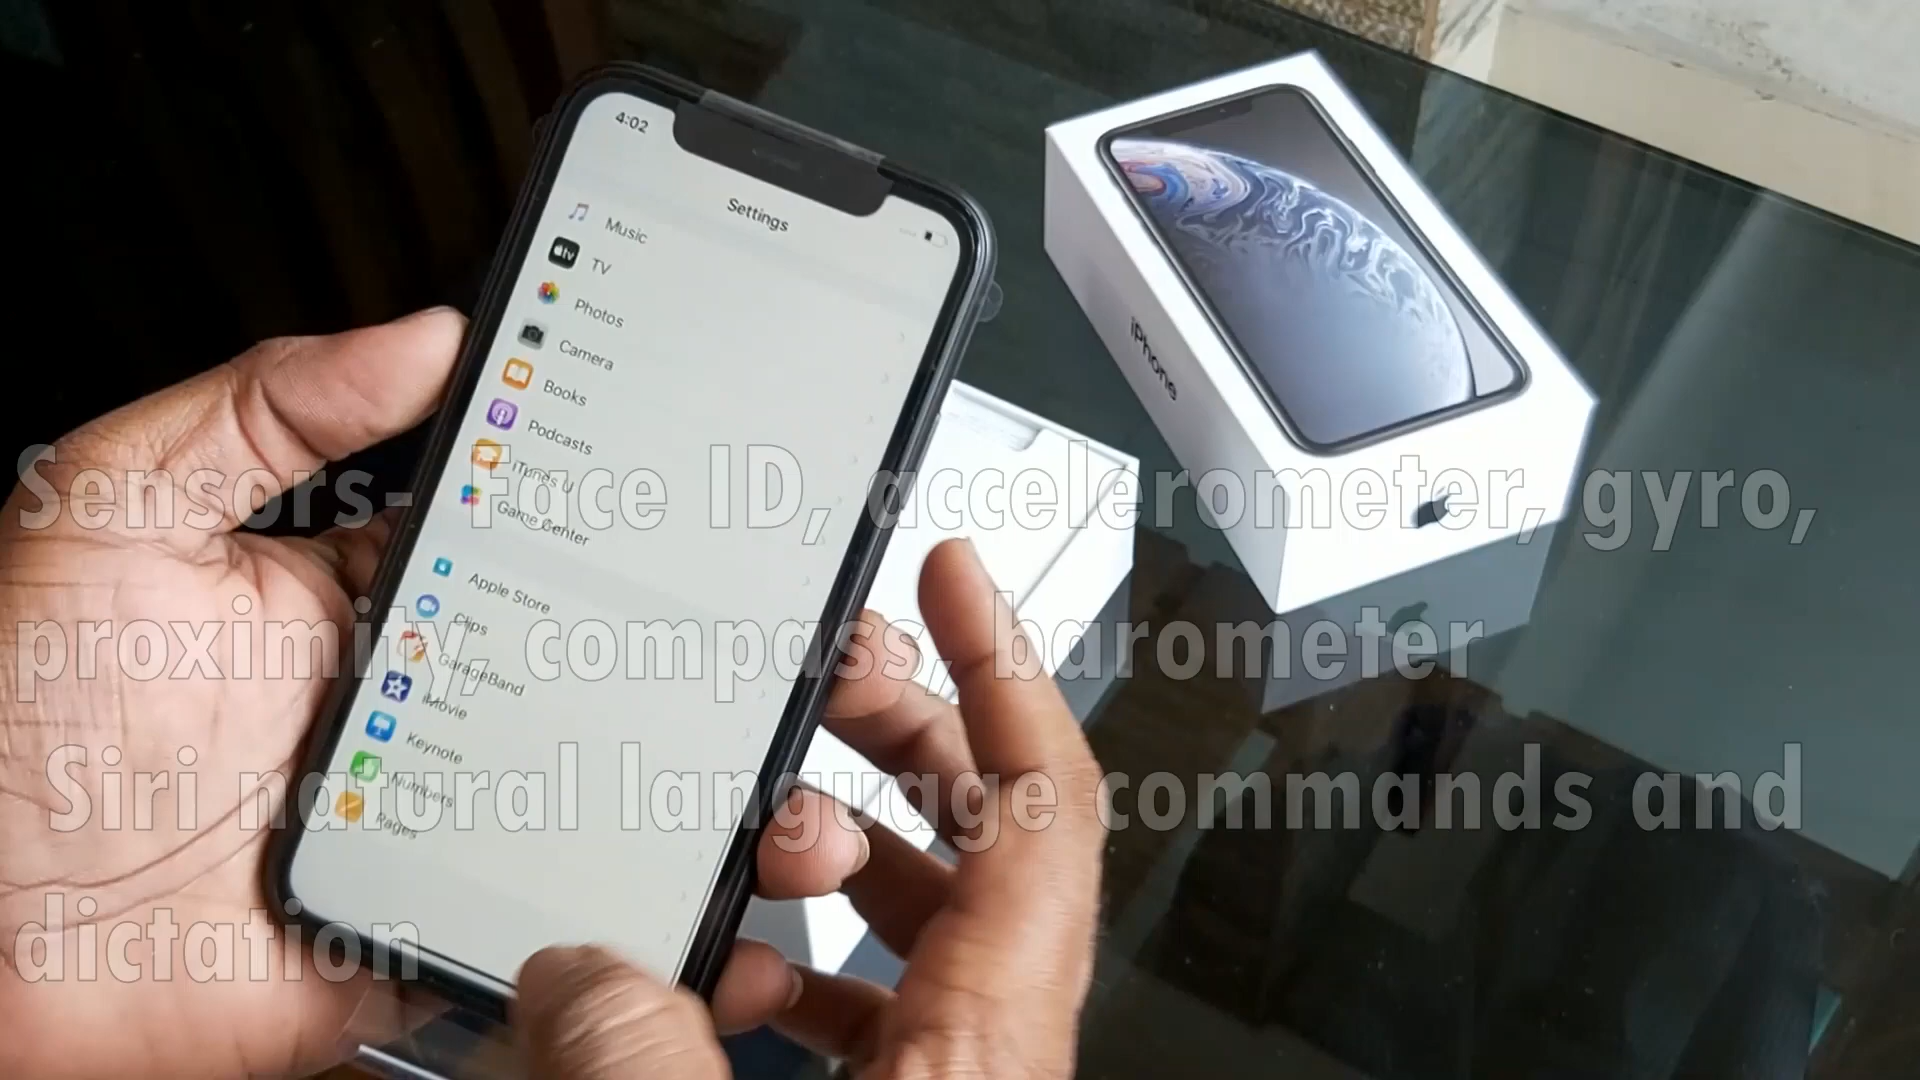 4:02
Settings
Music
tv
TV
Photos
Camera
Books
Podcasts
iTunes U
Game Center
Apple Store
Clips
GarageBand
iMovie
Keynote
Numbers
Pages
iPhone
Sensors- Face ID, accelerometer, gyro,
proximity, compass, barometer
Siri natural language commands and
dictation